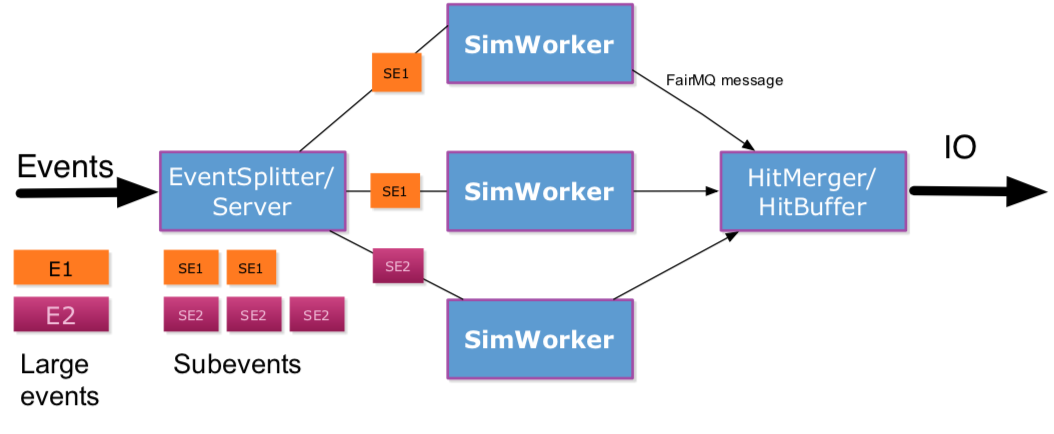 SimWorker
SE1
FairMQ message
Events
EventSplitter/
Server
SE1
SimWorker
HitMerger/
HitBuffer
IO
E1
SE1
SE1
SE2
E2
SE2
SE2
SE2
SimWorker
Large
events
Subevents